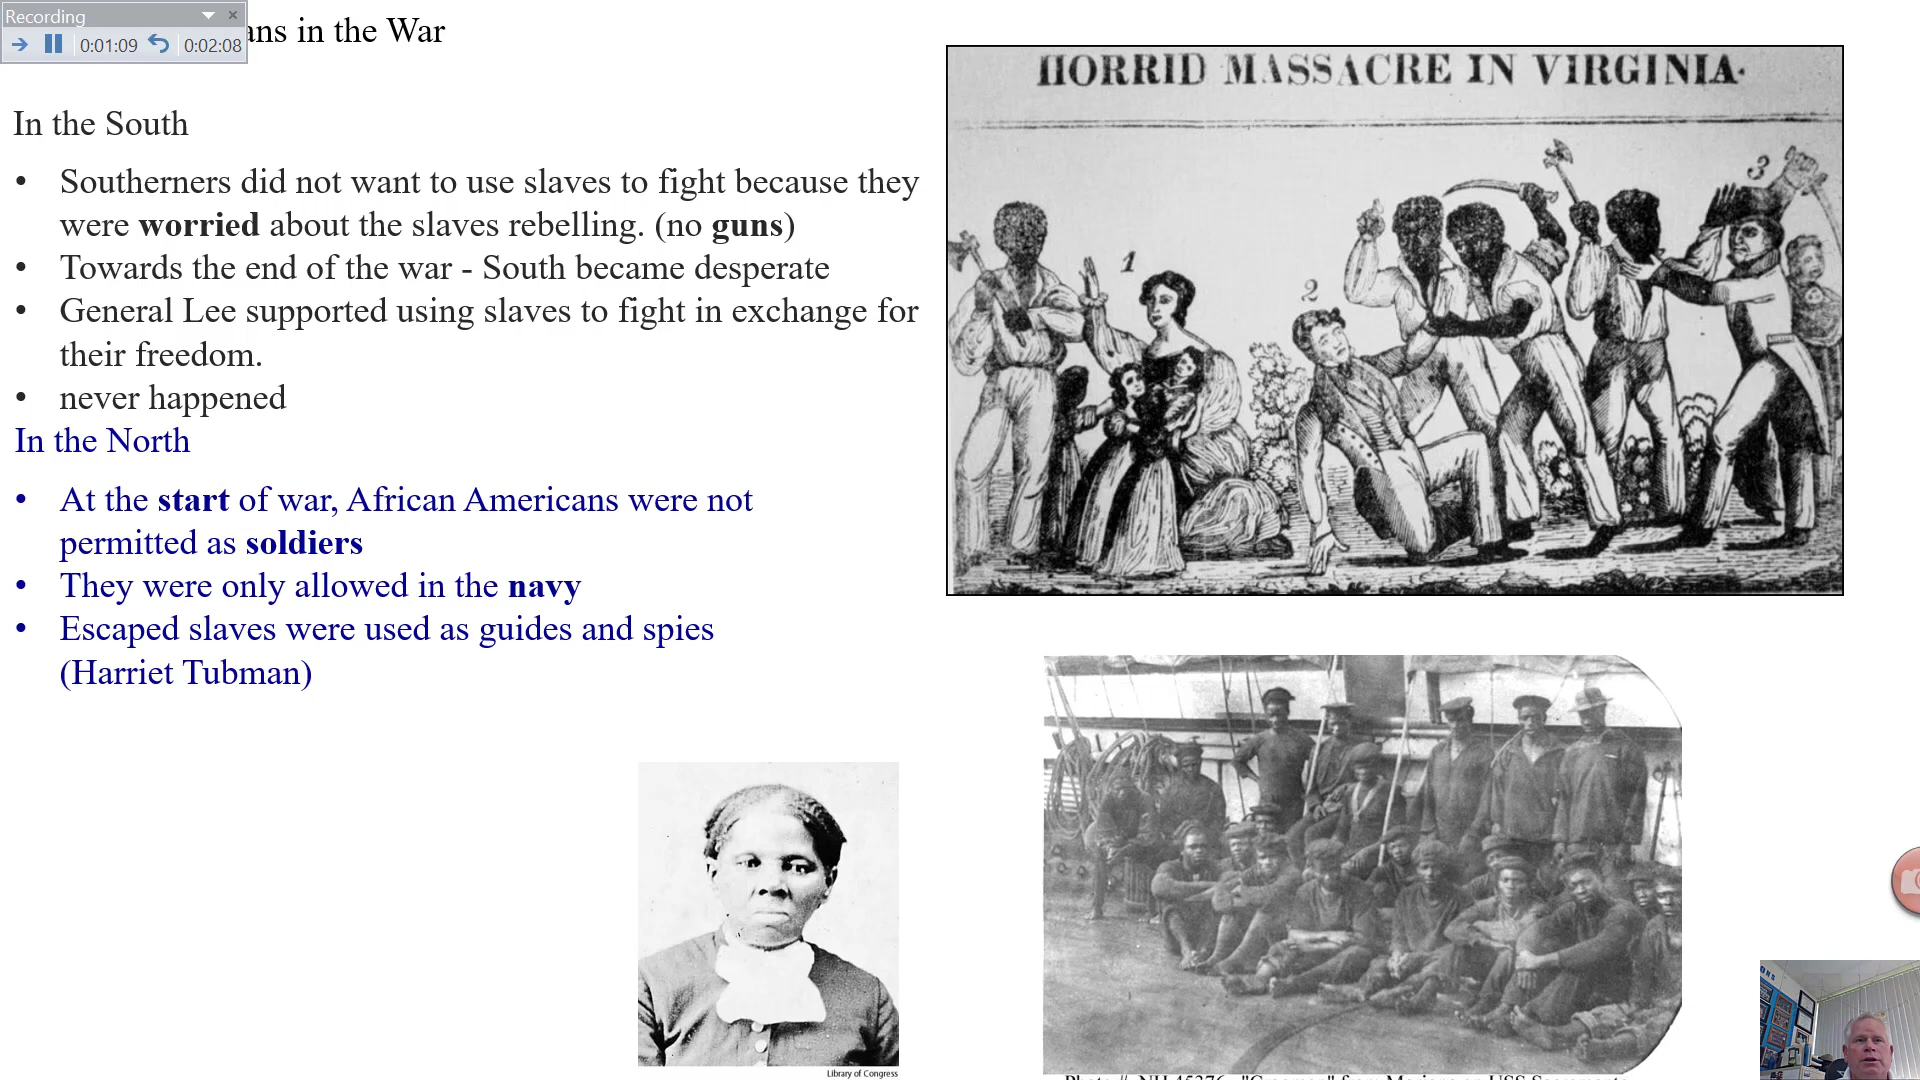 Recording
0:01:09 0:02:08
ans in the War
In the South
• Southerners did not want to use slaves to fight because they
were worried about the slaves rebelling. (no guns)
• Towards the end of the war - South became desperate
• General Lee supported using slaves to fight in exchange for
their freedom.
• never happened
In the North
• At the start of war, African Americans were not
permitted as soldiers
• They were only allowed in the navy
• Escaped slaves were used as guides and spies
(Harriet Tubman)
HORRID MASSACRE IN VIRGINIA.
1
2
3
Library of Congress